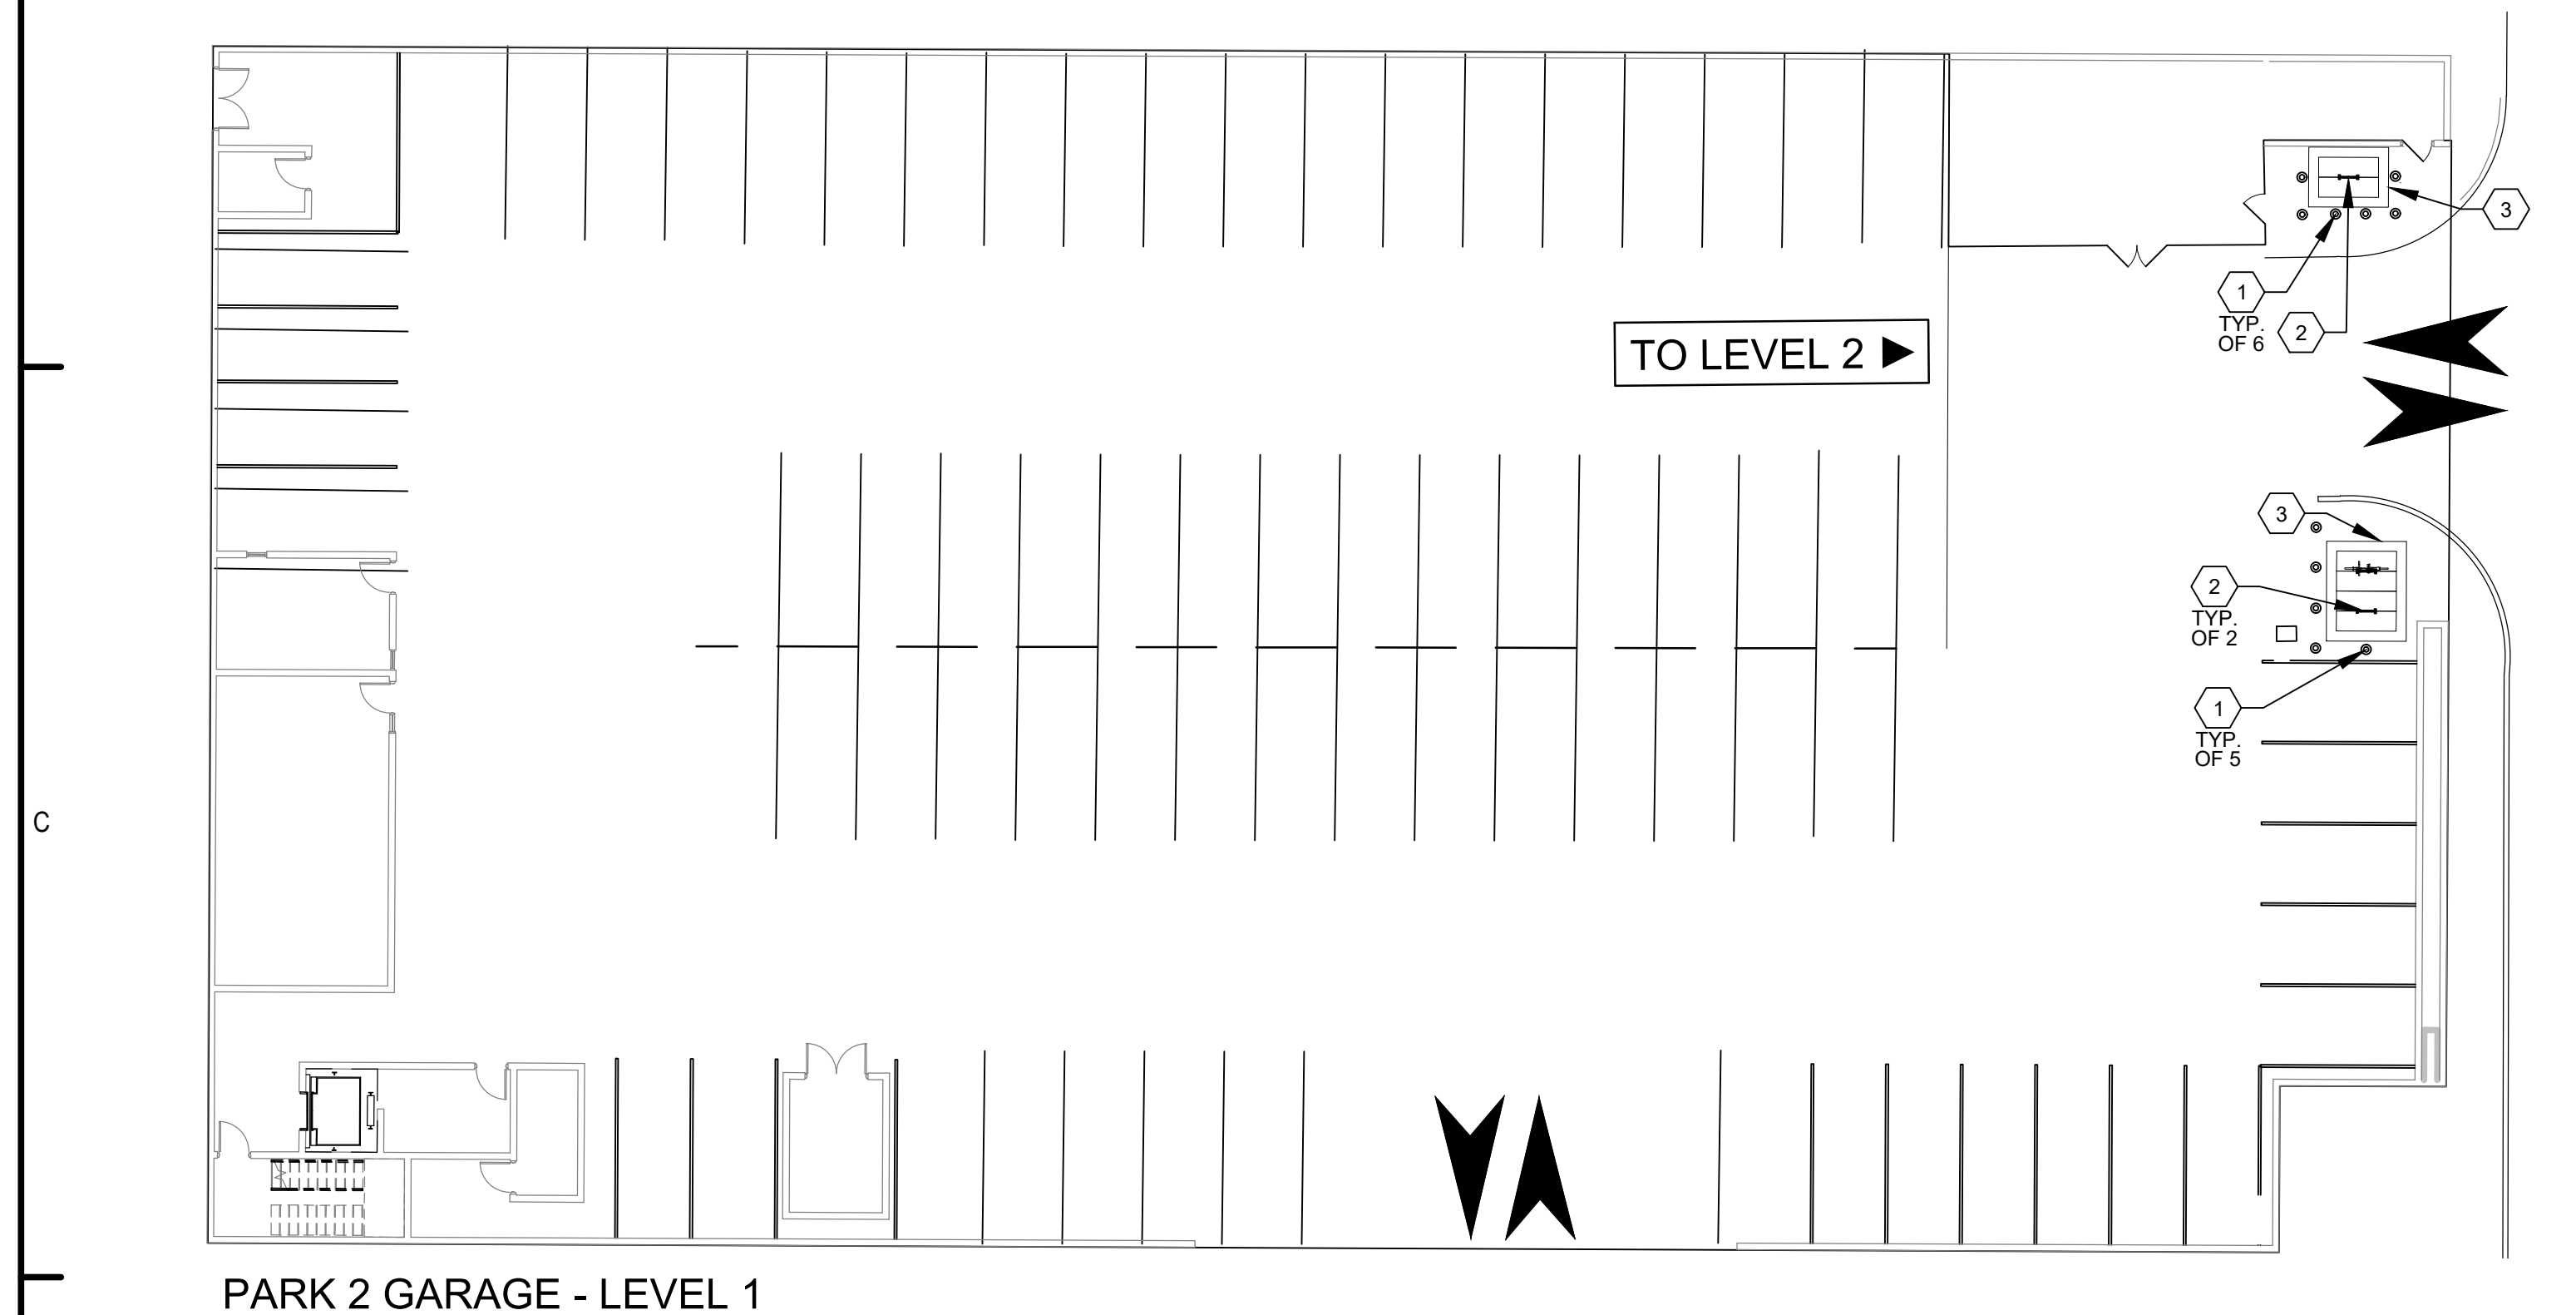 3
1
TYP.
OF 6
2
TO LEVEL 2
3
2
TYP.
OF 2
1
TYP.
OF 5
C
PARK 2 GARAGE - LEVEL 1